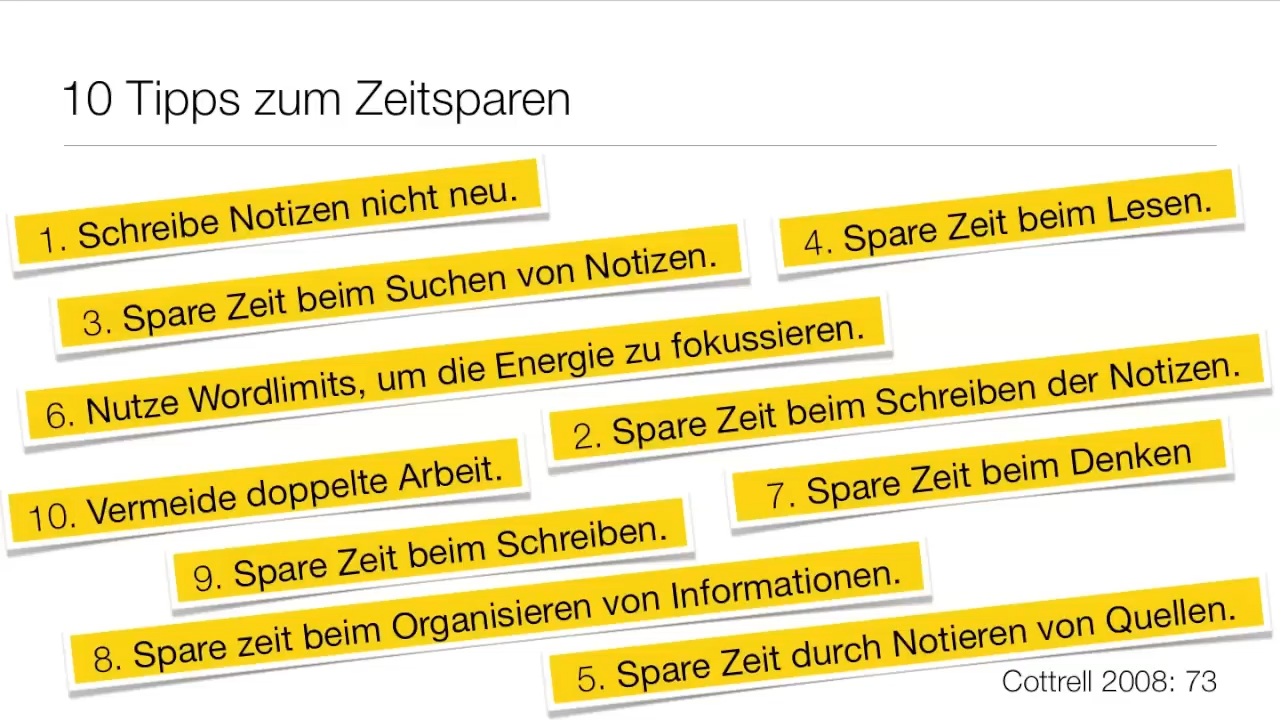 10 Tipps zum Zeitsparen
1. Schreibe Notizen nicht neu.
4. Spare Zeit beim Lesen.
3. Spare Zeit beim Suchen von Notizen.
6. Nutze Wordlimits, um die Energie zu fokussieren.
2. Spare Zeit beim Schreiben der Notizen.
10. Vermeide doppelte Arbeit.
7. Spare Zeit beim Denken
9. Spare Zeit beim Schreiben.
8. Spare zeit beim Organisieren von Informationen.
5. Spare Zeit durch Notieren von Quellen.
Cottrell 2008: 73